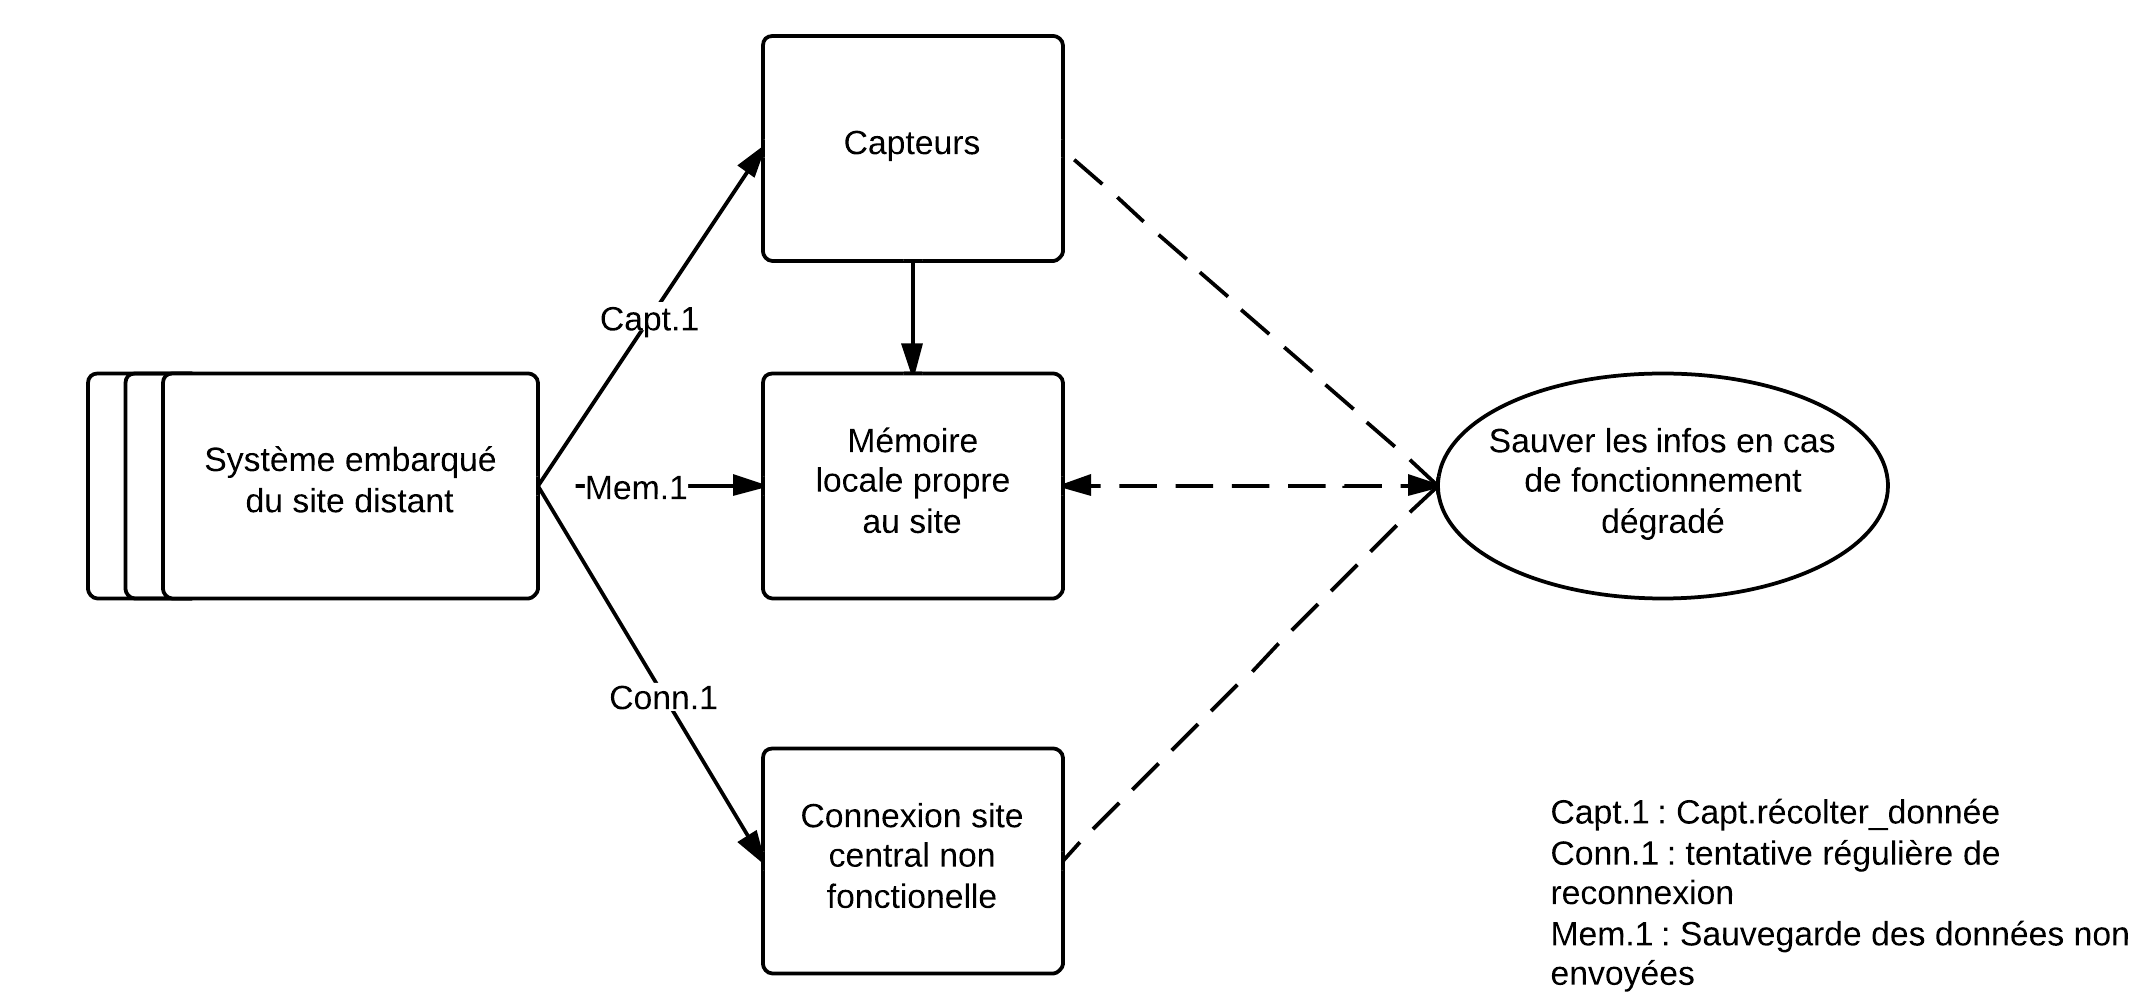 Capteurs
Capt.1
Système embarqué
du site distant
Mem.1
Mémoire
locale propre
au site
Sauver les infos en cas
de fonctionnement
dégradé
Conn.1
Connexion site
central non
fonctionelle
Capt.1 : Capt.récolter_donnée
Conn.1 : tentative régulière de
reconnexion
Mem.1 : Sauvegarde des données non
envoyées